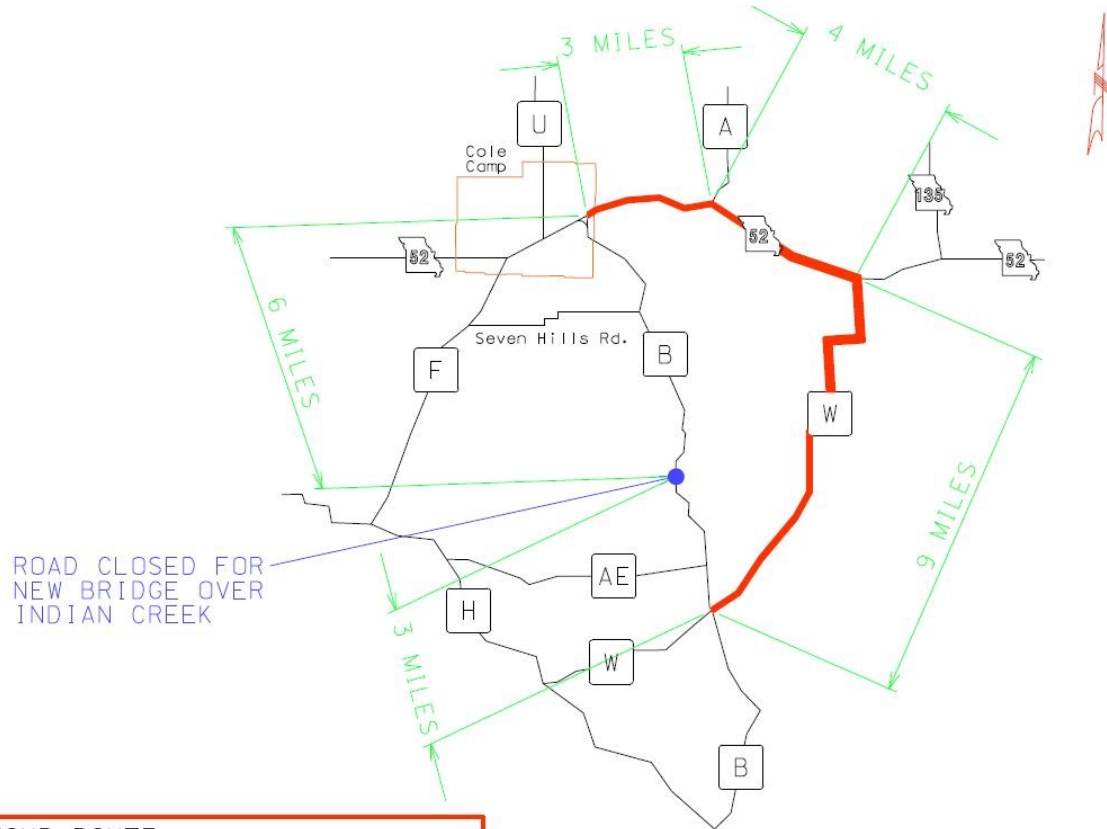 3 MILES
4 MILES
U
A
Cole
Camp
135
52
52
52
6 MILES
Seven Hills Rd.
B
F
W
9 MILES
ROAD CLOSED FOR
NEW BRIDGE OVER
INDIAN CREEK
AE
H
W
3 MILES
B